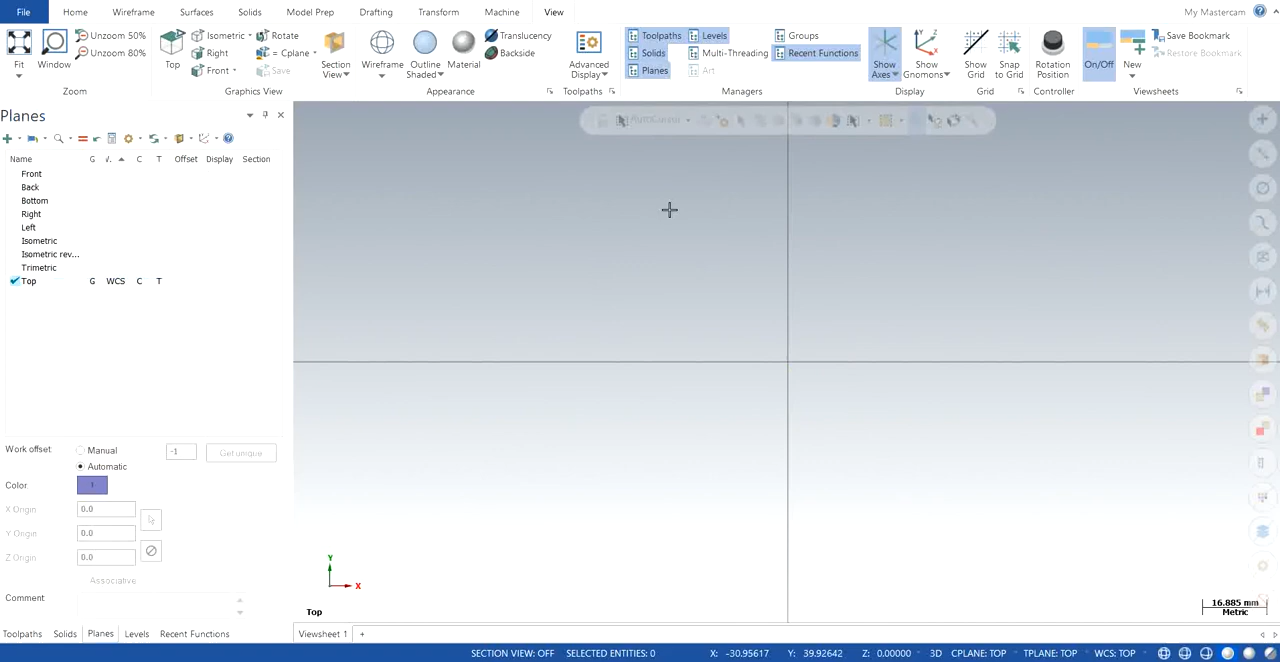 File Home Wireframe Surfaces Solids Model Prep Drafting Transform Machine View My Mastercam
Fit Window Unzoom 50% Unzoom 80%
Zoom
Top Isometric Right Front Rotate = Cplane Save
Graphics View
Section View Wireframe Outline Shaded Material Translucency Backside
Appearance
Advanced Display
Toolpaths
Toolpaths Solids Planes Levels Multi-Threading Art Groups Recent Functions
Managers
Show Axes Show Gnomons
Display
Show Grid Snap to Grid
Grid
Rotation Position
Controller
On/Off New Save Bookmark Restore Bookmark
Viewsheets
Planes
Name G C T Offset Display Section
Front
Back
Bottom
Right
Left
Isometric
Isometric rev...
Trimetric
Top G WCS C T
Work offset: Manual -1 Get unique
Automatic
Color 1
X Origin 0.0
Y Origin 0.0
Z Origin 0.0
Associative
Comment
Toolpaths Solids Planes Levels Recent Functions
AutoCursor
Y
X
Top
16.885 mm
Metric
Viewsheet 1 +
SECTION VIEW: OFF SELECTED ENTITIES: 0 X: -30.95617 Y: 39.92642 Z: 0.00000 3D CPLANE: TOP TPLANE: TOP WCS: TOP